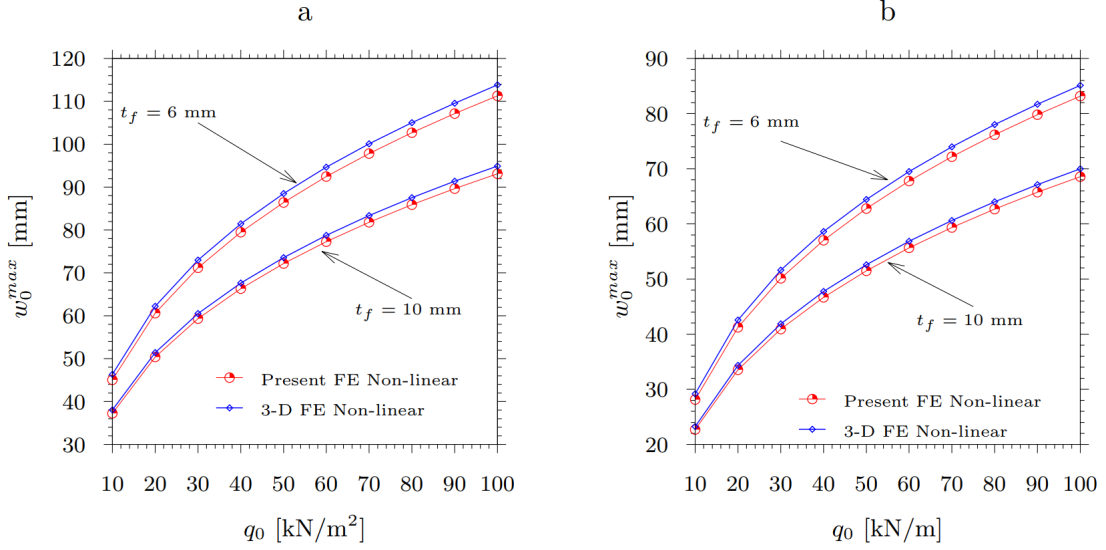 a
120
110
100
90
80
70
60
50
40
30
w_0^{max} [mm]
t_f = 6 mm
t_f = 10 mm
Present FE Non-linear
3-D FE Non-linear
10 20 30 40 50 60 70 80 90 100
q_0 [kN/m^2]
b
90
80
70
60
50
40
30
20
w_0^{max} [mm]
t_f = 6 mm
t_f = 10 mm
Present FE Non-linear
3-D FE Non-linear
10 20 30 40 50 60 70 80 90 100
q_0 [kN/m]